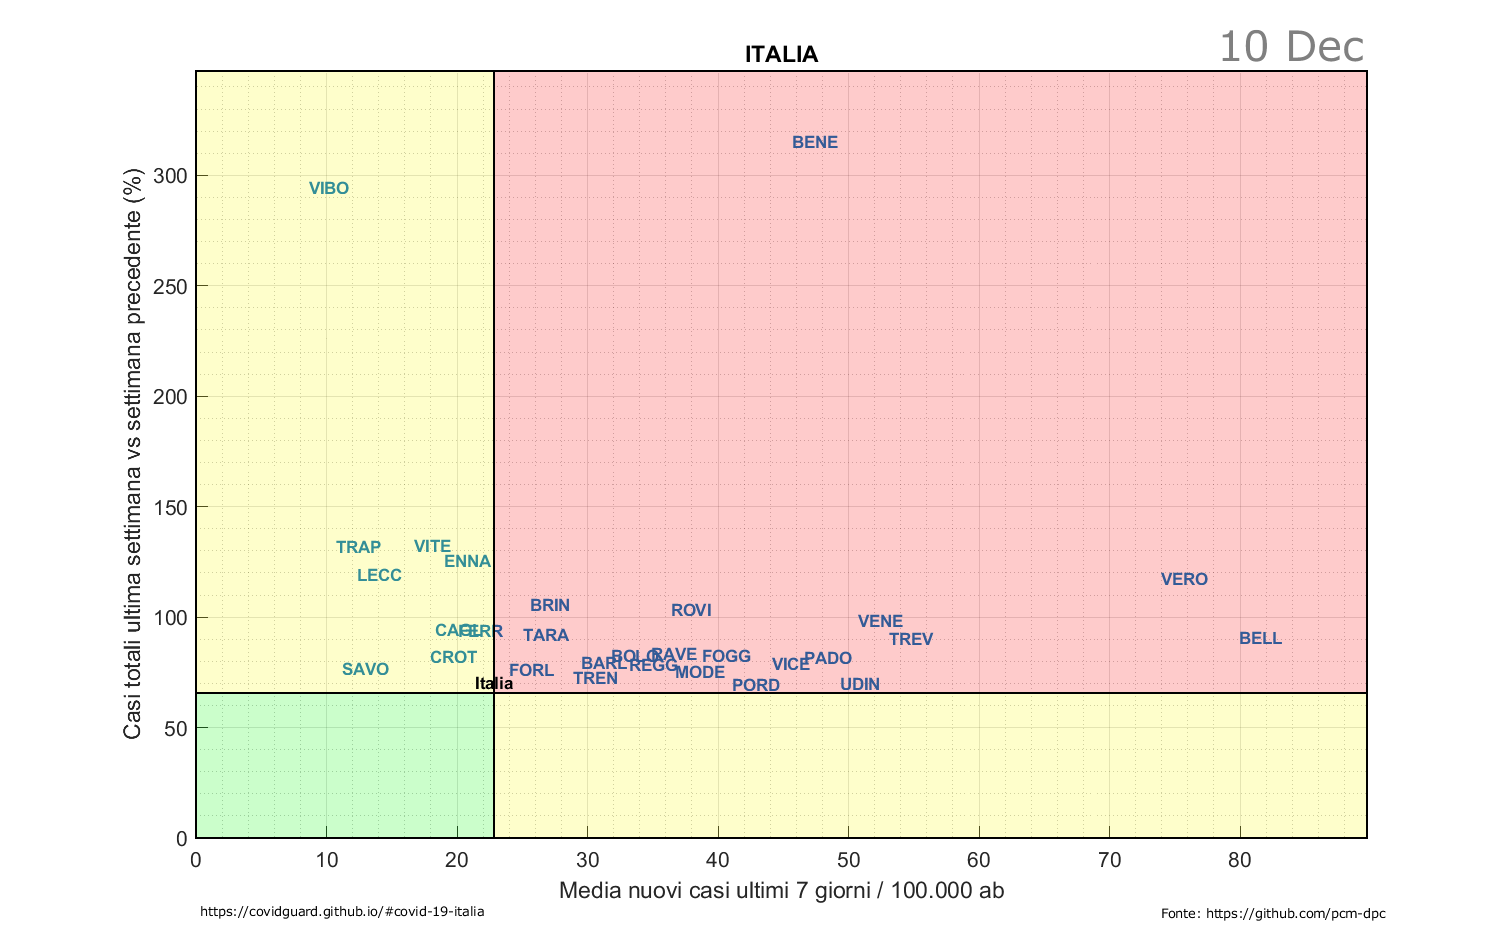 10 Dec
ITALIA
Casi totali ultima settimana vs settimana precedente (%)
300
250
200
150
100
50
0
BENE
VIBO
TRAP
VITE
ENNA
LECC
VERO
BRIN
ROVI
VENE
CAGL
FERR
TARA
TREV
BELL
CROT
BOLO
RAVE
FOGG
PADO
SAVO
FORL
BARL
REGG
VICE
MODE
TREN
Italia
PORD
UDIN
0 10 20 30 40 50 60 70 80
Media nuovi casi ultimi 7 giorni / 100.000 ab
https://covidguard.github.io/#covid-19-italia
Fonte: https://github.com/pcm-dpc